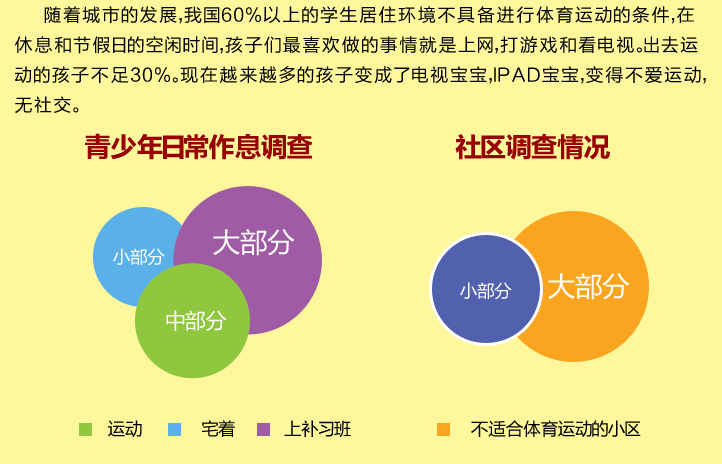 随着城市的发展,我国60%以上的学生居住环境不具备进行体育运动的条件,在
休息和节假日的空闲时间,孩子们最喜欢做的事情就是上网,打游戏和看电视。出去运
动的孩子不足30%。现在越来越多的孩子变成了电视宝宝,IPAD宝宝,变得不爱运动,
无社交。
青少年日常作息调查
社区调查情况
小部分
大部分
中部分
小部分
大部分
运动
宅着
上补习班
不适合体育运动的小区